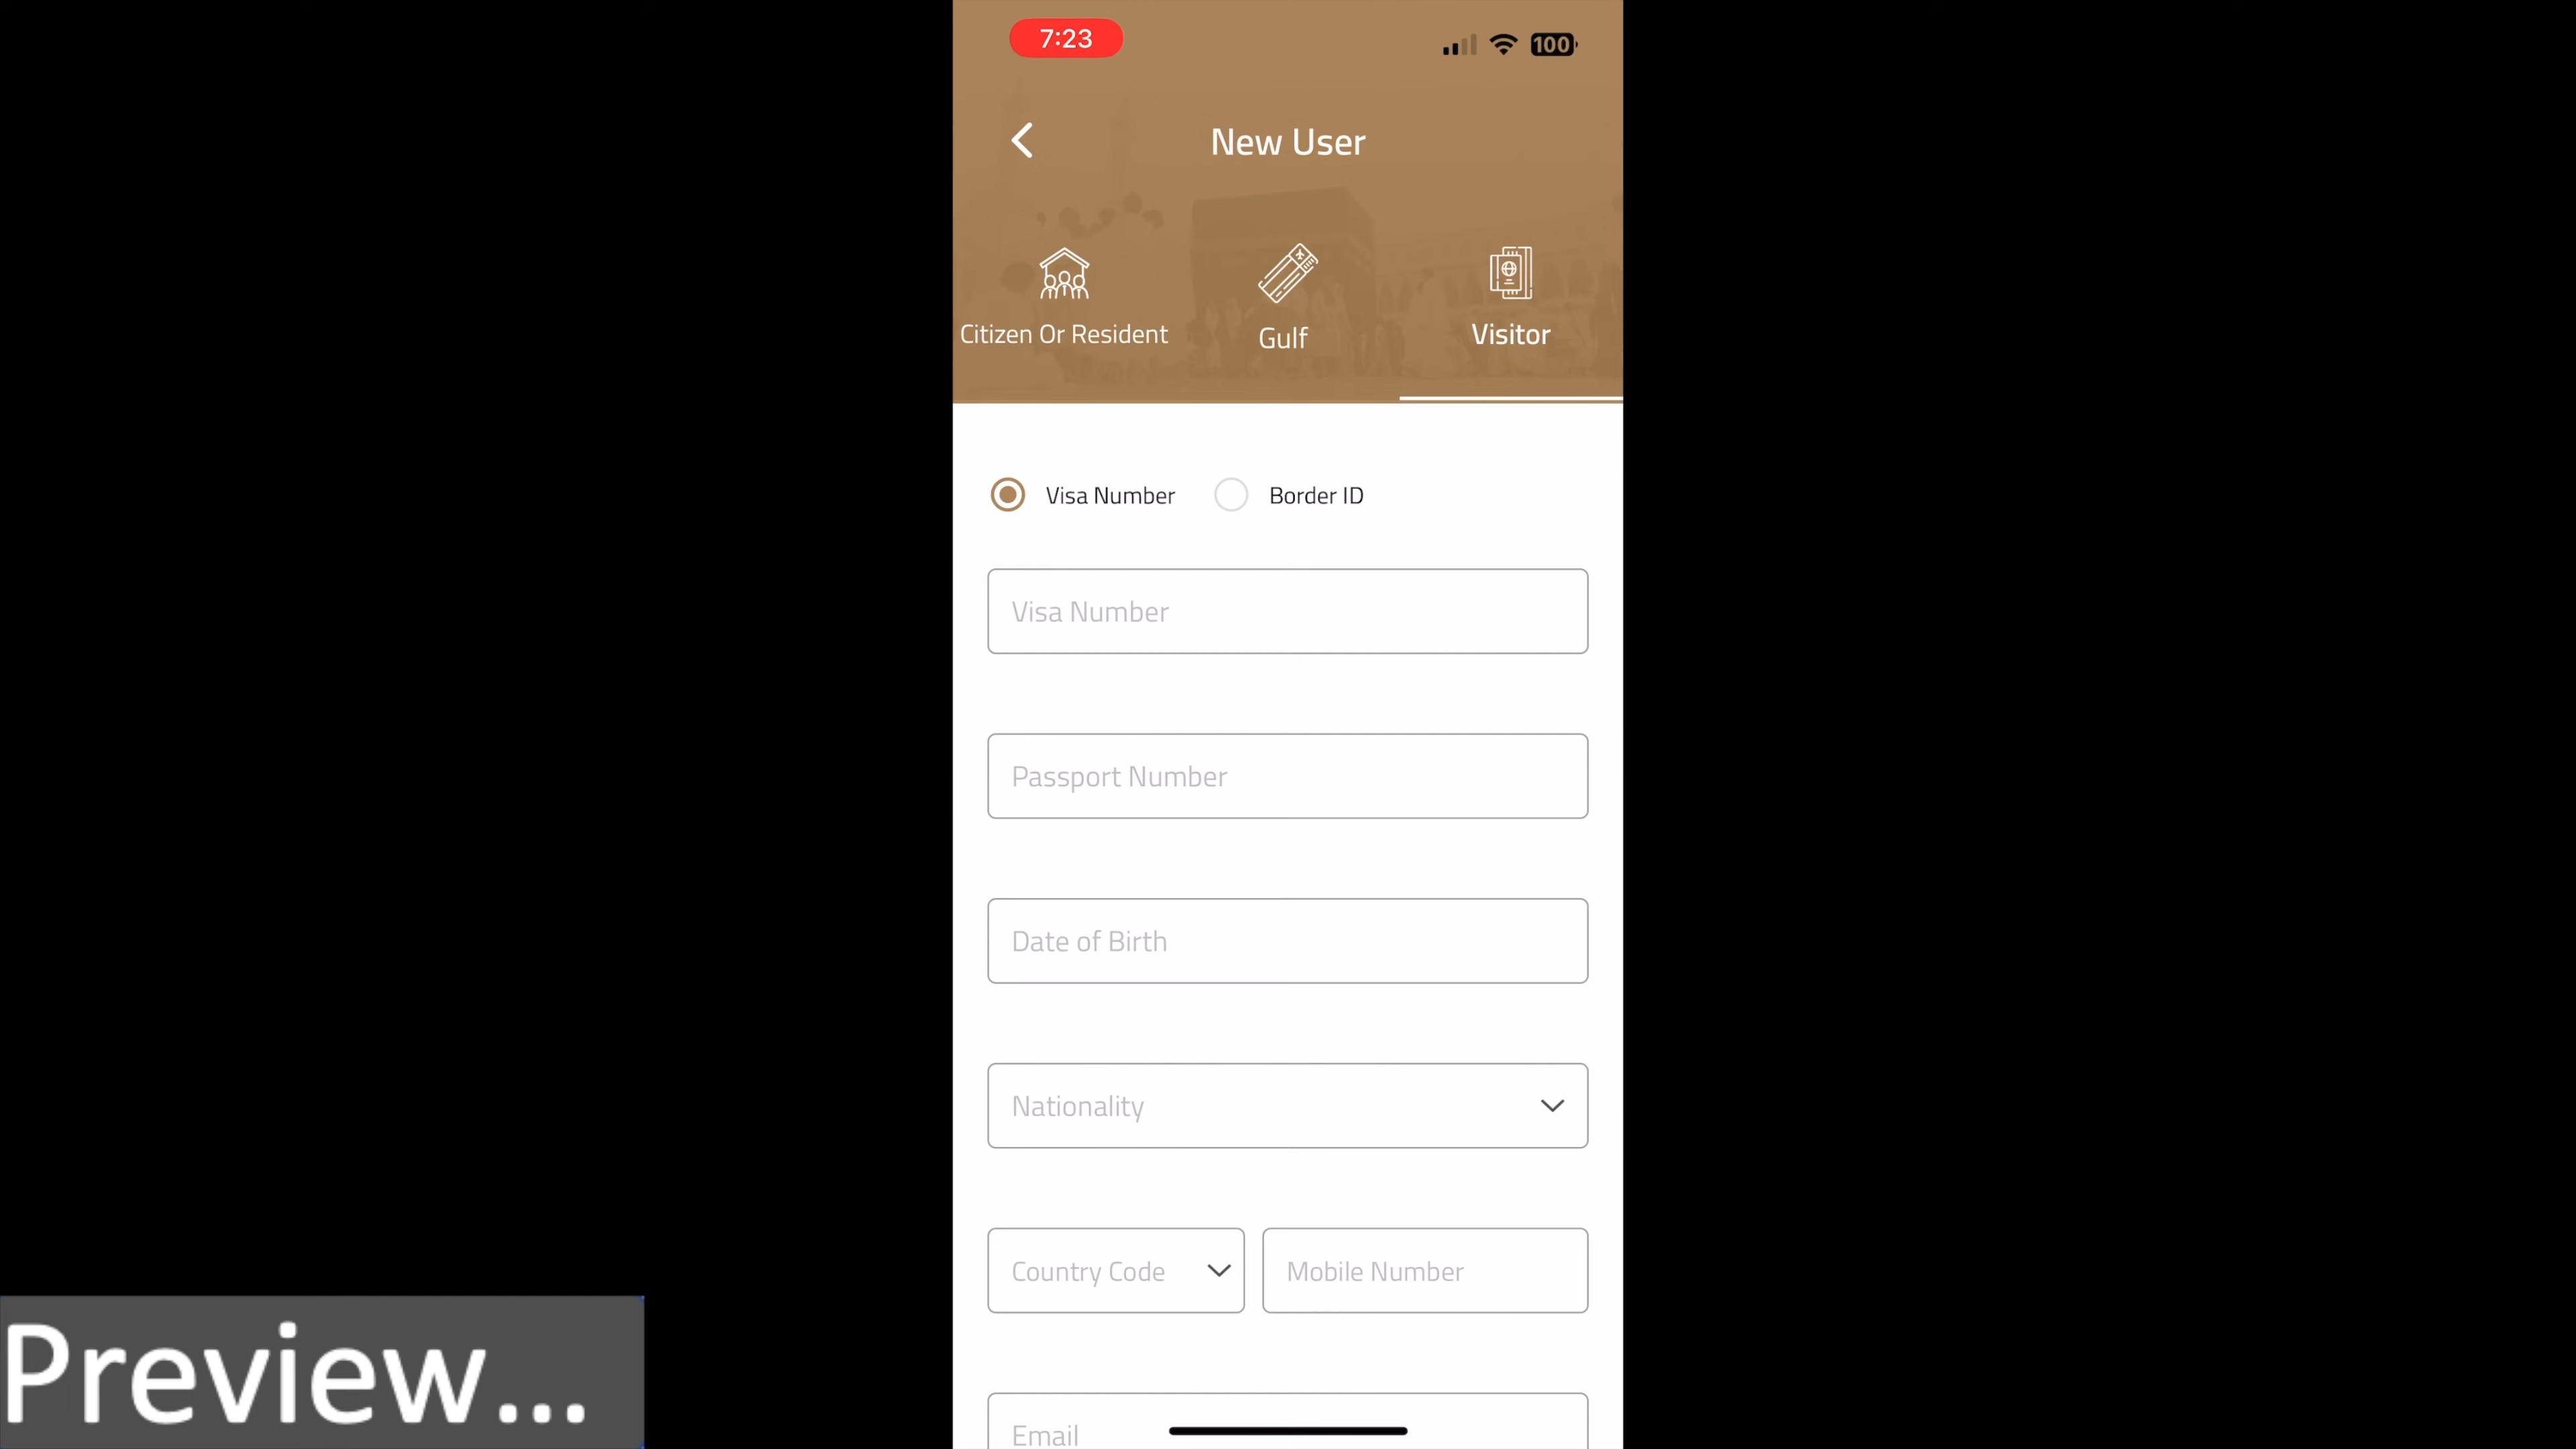 7:23
100
New User
Citizen Or Resident
Gulf
Visitor
Visa Number
Border ID
Visa Number
Passport Number
Date of Birth
Nationality
Country Code
Mobile Number
Email
Preview...